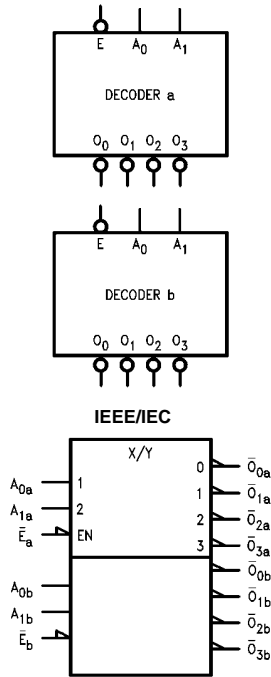 E A₀ A₁
DECODER a
O₀ O₁ O₂ O₃
E A₀ A₁
DECODER b
O₀ O₁ O₂ O₃
IEEE/IEC
X/Y
A₀ₐ 1 0 Ō₀ₐ
A₁ₐ 2 1 Ō₁ₐ
Ēₐ EN 2 Ō₂ₐ
3 Ō₃ₐ
Ō₀b
A₀b Ō₁b
A₁b Ō₂b
Ēb Ō₃b